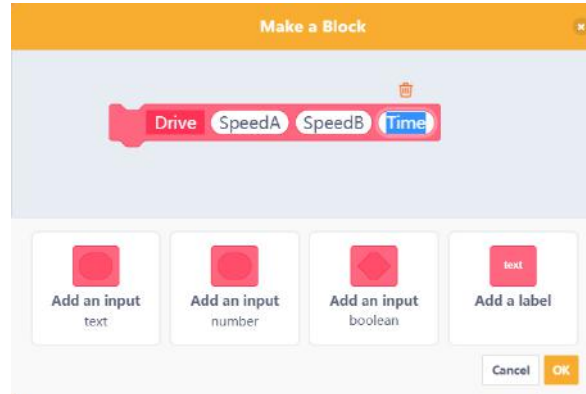 Make a Block
Drive SpeedA SpeedB Time
text
Add an input Add an input Add an input Add a label
text number boolean
Cancel OK